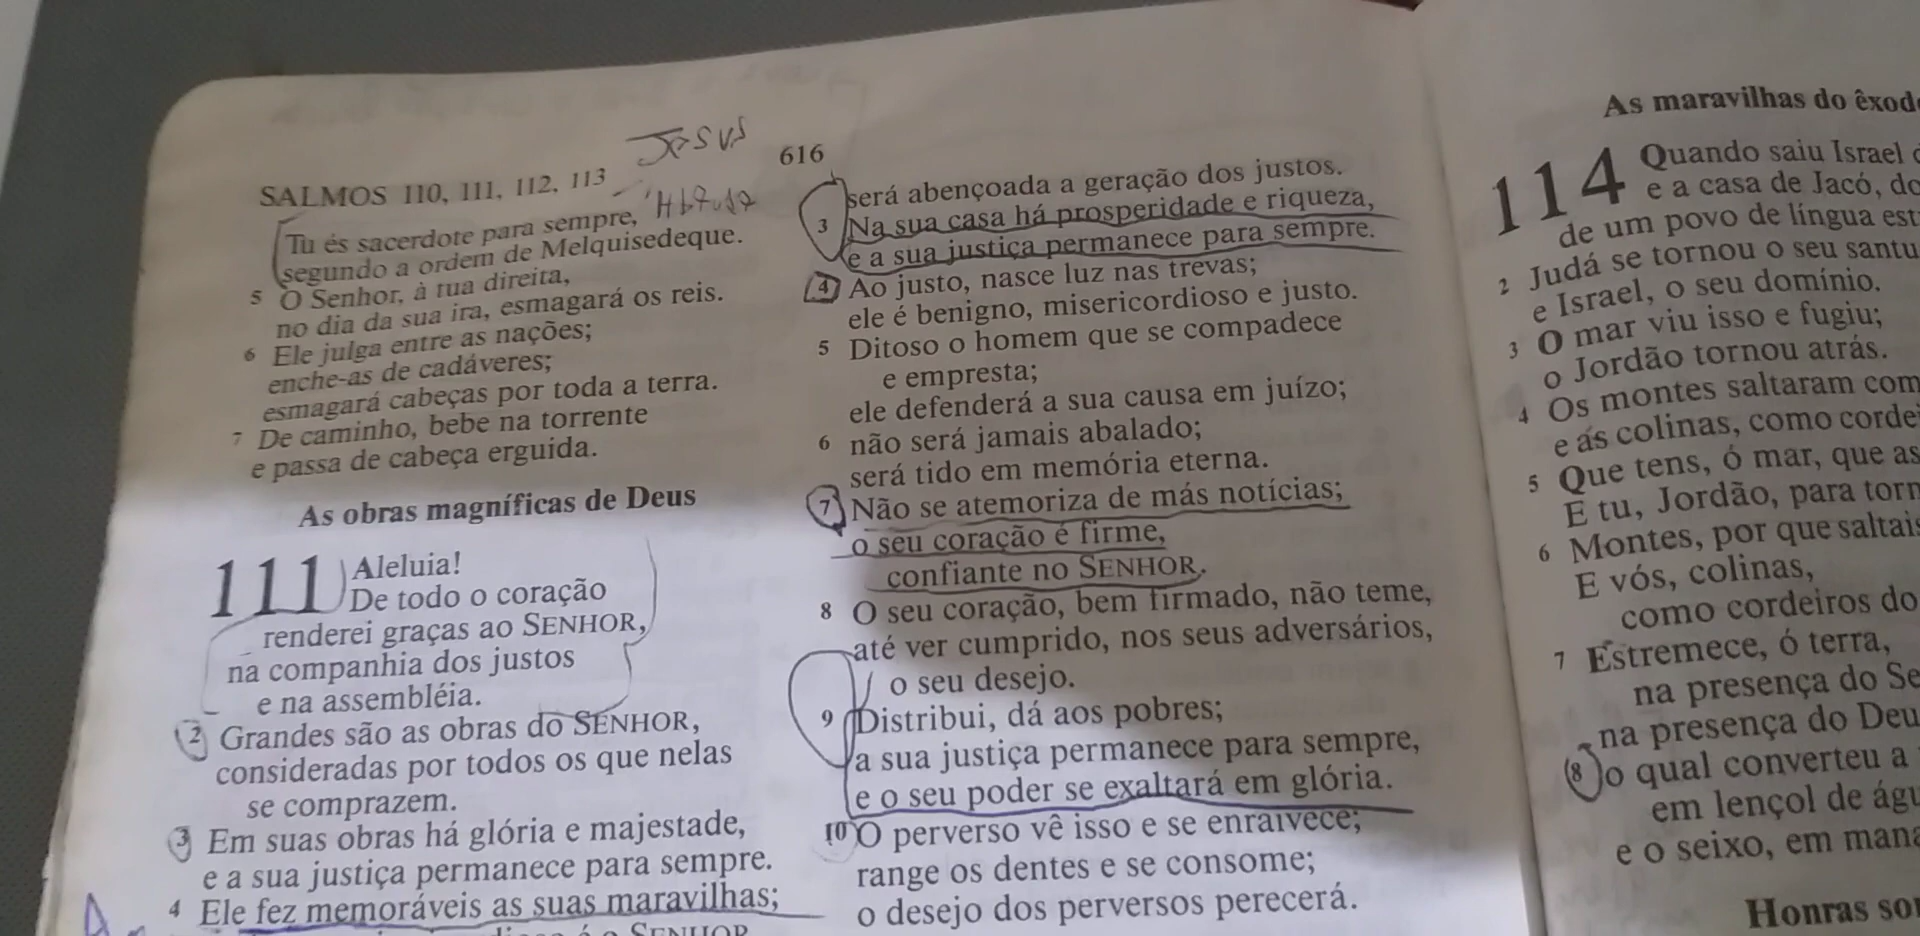 SALMOS 110, 111, 112, 113
Jesus
616
Tu és sacerdote para sempre,
segundo a ordem de Melquisedeque.
5 O Senhor, à tua direita,
no dia da sua ira, esmagará os reis.
6 Ele julga entre as nações;
enche-as de cadáveres;
esmagará cabeças por toda a terra.
7 De caminho, bebe na torrente
e passa de cabeça erguida.
As obras magníficas de Deus
111 Aleluia!
De todo o coração
renderei graças ao SENHOR,
na companhia dos justos
e na assembléia.
2 Grandes são as obras do SENHOR,
consideradas por todos os que nelas
se comprazem.
3 Em suas obras há glória e majestade,
e a sua justiça permanece para sempre.
4 Ele fez memoráveis as suas maravilhas;
SENHOR
será abençoada a geração dos justos.
3 Na sua casa há prosperidade e riqueza,
e a sua justiça permanece para sempre.
4 Ao justo, nasce luz nas trevas;
ele é benigno, misericordioso e justo.
5 Ditoso o homem que se compadece
e empresta;
ele defenderá a sua causa em juízo;
6 não será jamais abalado;
será tido em memória eterna.
7 Não se atemoriza de más notícias;
o seu coração é firme,
confiante no SENHOR.
8 O seu coração, bem firmado, não teme,
até ver cumprido, nos seus adversários,
o seu desejo.
9 Distribui, dá aos pobres;
a sua justiça permanece para sempre,
e o seu poder se exaltará em glória.
10 O perverso vê isso e se enraivece;
range os dentes e se consome;
o desejo dos perversos perecerá.
As maravilhas do êxod
114 Quando saiu Israel
e a casa de Jacó, do
de um povo de língua est
2 Judá se tornou o seu santu
e Israel, o seu domínio.
3 O mar viu isso e fugiu;
o Jordão tornou atrás.
4 Os montes saltaram com
e as colinas, como corde
5 Que tens, ó mar, que as
E tu, Jordão, para torn
6 Montes, por que saltais
E vós, colinas,
como cordeiros do
7 Estremece, ó terra,
na presença do Se
na presença do Deu
8 o qual converteu a
em lençol de águ
e o seixo, em mana
Honras so